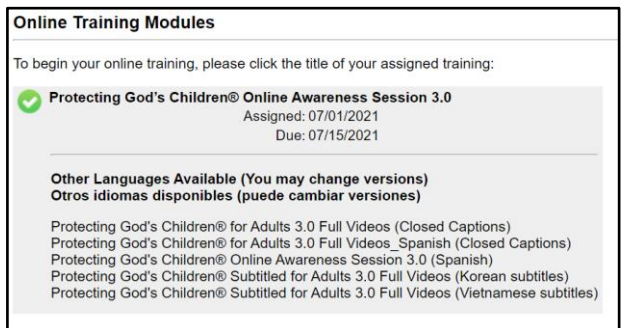 Online Training Modules
To begin your online training, please click the title of your assigned training:
Protecting God's Children® Online Awareness Session 3.0
Assigned: 07/01/2021
Due: 07/15/2021
Other Languages Available (You may change versions)
Otros idiomas disponibles (puede cambiar versiones)
Protecting God's Children® for Adults 3.0 Full Videos (Closed Captions)
Protecting God's Children® for Adults 3.0 Full Videos_Spanish (Closed Captions)
Protecting God's Children® Online Awareness Session 3.0 (Spanish)
Protecting God's Children® Subtitled for Adults 3.0 Full Videos (Korean subtitles)
Protecting God's Children® Subtitled for Adults 3.0 Full Videos (Vietnamese subtitles)